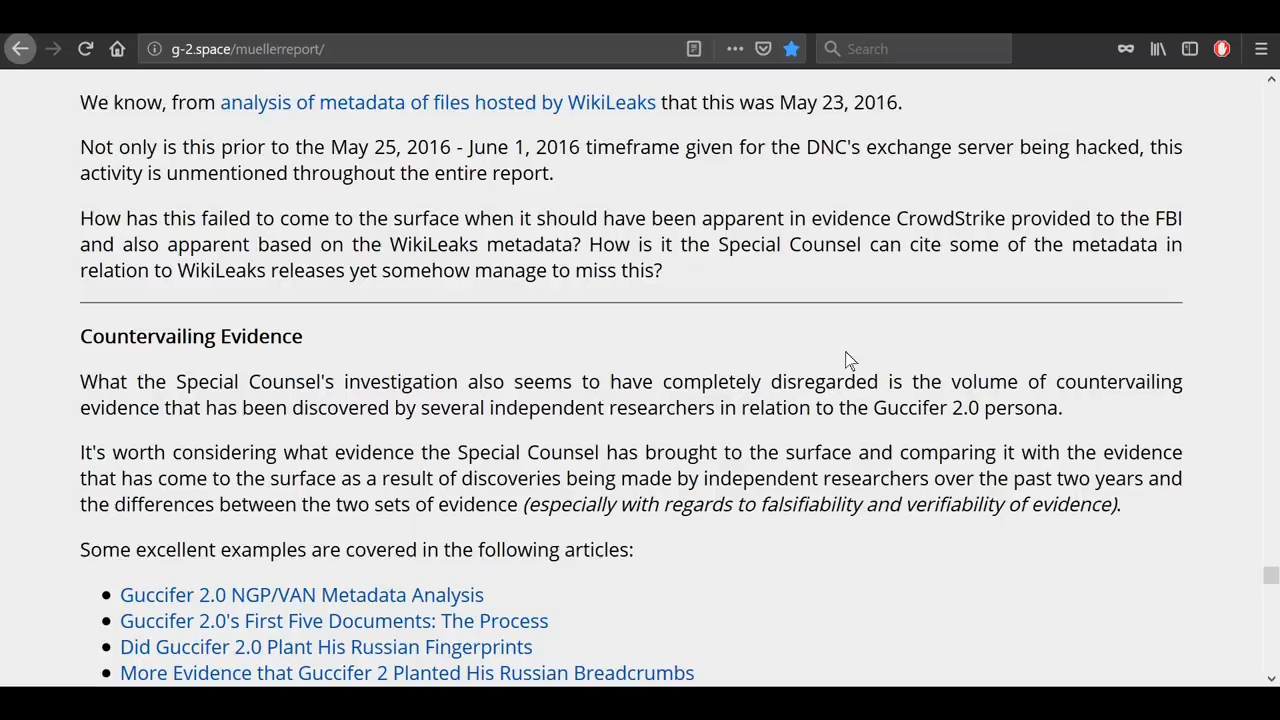 g-2.space/muellerreport/
Search
We know, from analysis of metadata of files hosted by WikiLeaks that this was May 23, 2016.
Not only is this prior to the May 25, 2016 - June 1, 2016 timeframe given for the DNC's exchange server being hacked, this
activity is unmentioned throughout the entire report.
How has this failed to come to the surface when it should have been apparent in evidence CrowdStrike provided to the FBI
and also apparent based on the WikiLeaks metadata? How is it the Special Counsel can cite some of the metadata in
relation to WikiLeaks releases yet somehow manage to miss this?
Countervailing Evidence
What the Special Counsel's investigation also seems to have completely disregarded is the volume of countervailing
evidence that has been discovered by several independent researchers in relation to the Guccifer 2.0 persona.
It's worth considering what evidence the Special Counsel has brought to the surface and comparing it with the evidence
that has come to the surface as a result of discoveries being made by independent researchers over the past two years and
the differences between the two sets of evidence (especially with regards to falsifiability and verifiability of evidence).
Some excellent examples are covered in the following articles:
• Guccifer 2.0 NGP/VAN Metadata Analysis
• Guccifer 2.0's First Five Documents: The Process
• Did Guccifer 2.0 Plant His Russian Fingerprints
• More Evidence that Guccifer 2 Planted His Russian Breadcrumbs